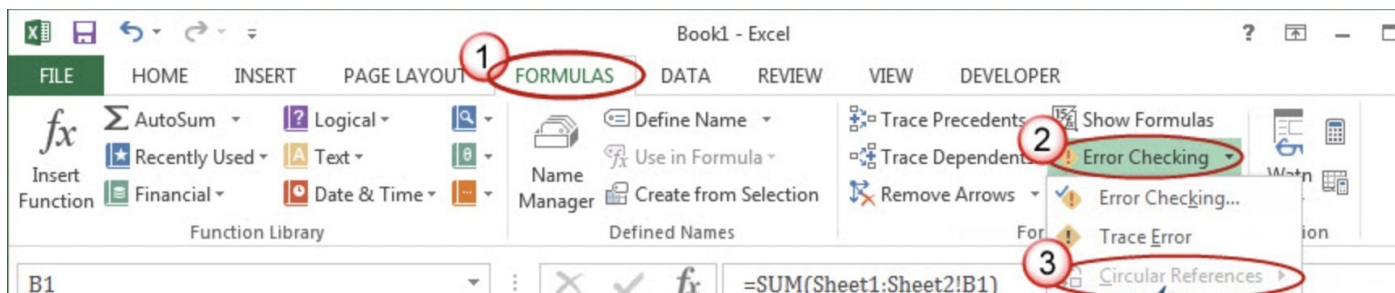 Book1 - Excel ?
1
FILE HOME INSERT PAGE LAYOUT FORMULAS DATA REVIEW VIEW DEVELOPER
fx Σ AutoSum ? Logical Define Name Trace Precedents Show Formulas
2
Recently Used A Text θ Use in Formula Trace Dependents Error Checking
Insert Function Financial Date & Time Name Manager Create from Selection Remove Arrows Error Checking...
Function Library Defined Names For Trace Error ion
3
B1 fx =SUM(Sheet1:Sheet2!B1) Circular References